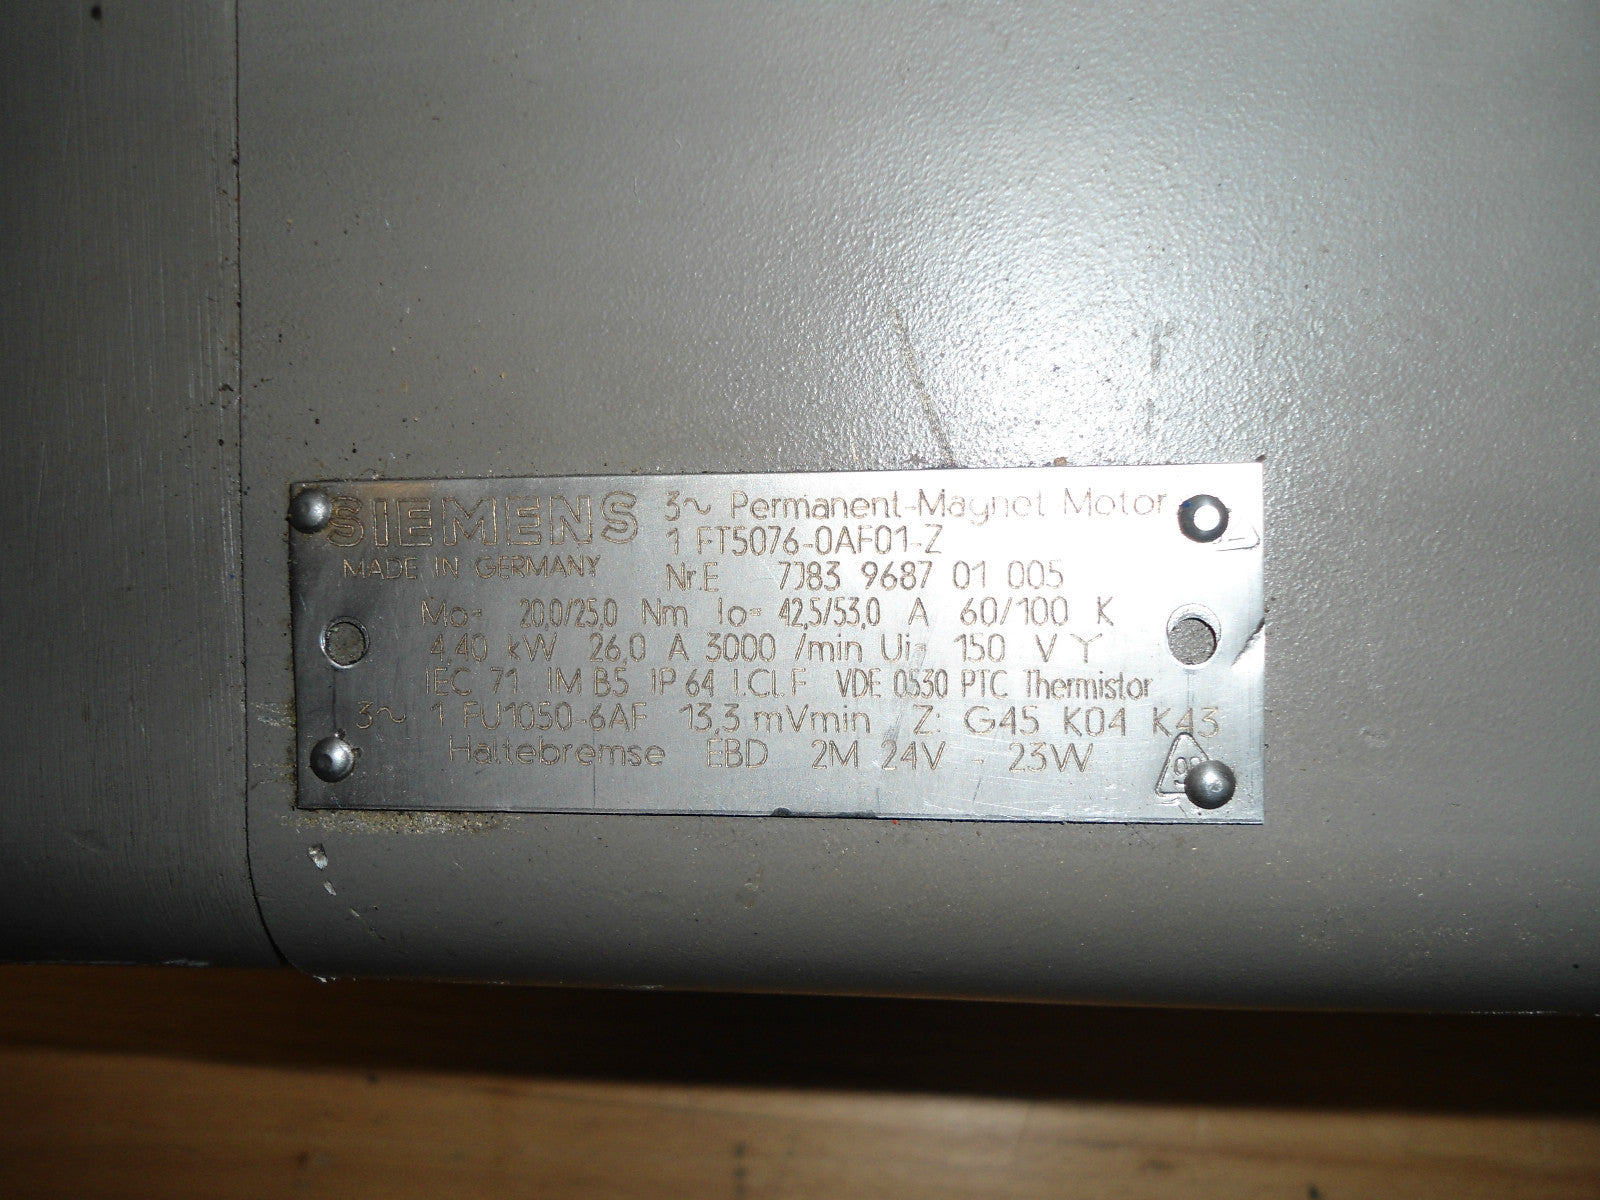 SIEMENS 3~ Permanent-Magnet Motor
1 FT5076-0AF01-Z
MADE IN GERMANY Nr.E 7J83 9687 01 005
Mo= 20,0/25,0 Nm Io= 42,5/53,0 A 60/100 K
4,40 kW 26,0 A 3000 /min Ui= 150 V Y
IEC 71 IM B5 IP 64 I.Cl.F VDE 0530 PTC Thermistor
3~ 1 FU1050-6AF 13,3 mVmin Z: G45 K04 K43
Haltebremse EBD 2M 24V - 23W